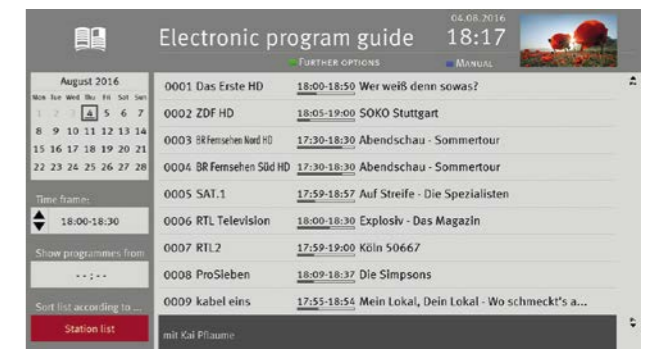 Electronic program guide
04.08.2016
18:17
Further options
Manual
August 2016
Mon Tue Wed Thu Fri Sat Sun
1 2 3 4 5 6 7
8 9 10 11 12 13 14
15 16 17 18 19 20 21
22 23 24 25 26 27 28
Time frame:
18:00-18:30
Show programmes from
--:--
Sort list according to ...
Station list
0001 Das Erste HD 18:00-18:50 Wer weiß denn sowas?
0002 ZDF HD 18:05-19:00 SOKO Stuttgart
0003 BR Fernsehen Nord HD 17:30-18:30 Abendschau - Sommertour
0004 BR Fernsehen Süd HD 17:30-18:30 Abendschau - Sommertour
0005 SAT.1 17:59-18:57 Auf Streife - Die Spezialisten
0006 RTL Television 18:00-18:30 Explosiv - Das Magazin
0007 RTL2 17:59-19:00 Köln 50667
0008 ProSieben 18:09-18:37 Die Simpsons
0009 kabel eins 17:55-18:54 Mein Lokal, Dein Lokal - Wo schmeckt's a...
mit Kai Pflaume